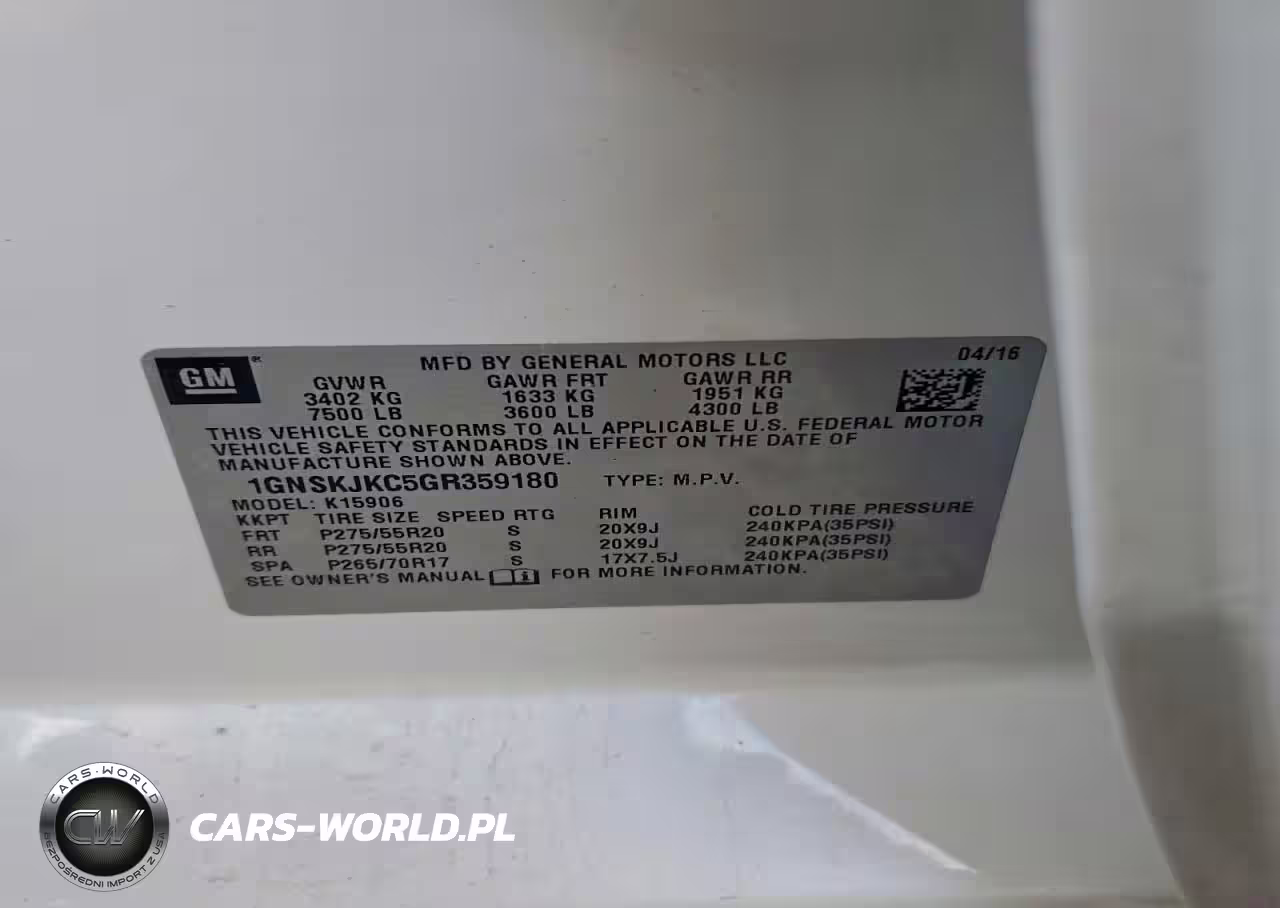 GM®
MFD BY GENERAL MOTORS LLC
04/16
GVWR GAWR FRT GAWR RR
3402 KG 1633 KG 1951 KG
7500 LB 3600 LB 4300 LB
THIS VEHICLE CONFORMS TO ALL APPLICABLE U.S. FEDERAL MOTOR
VEHICLE SAFETY STANDARDS IN EFFECT ON THE DATE OF
MANUFACTURE SHOWN ABOVE.
1GNSKJKC5GR359180 TYPE: M.P.V.
MODEL: K15906
KKPT TIRE SIZE SPEED RTG RIM COLD TIRE PRESSURE
FRT P275/55R20 S 20X9J 240KPA(35PSI)
RR P275/55R20 S 20X9J 240KPA(35PSI)
SPA P265/70R17 S 17X7.5J 240KPA(35PSI)
SEE OWNER'S MANUAL FOR MORE INFORMATION.
CARS-WORLD
CW
BEZPOŚREDNI IMPORT Z USA
CARS-WORLD.PL